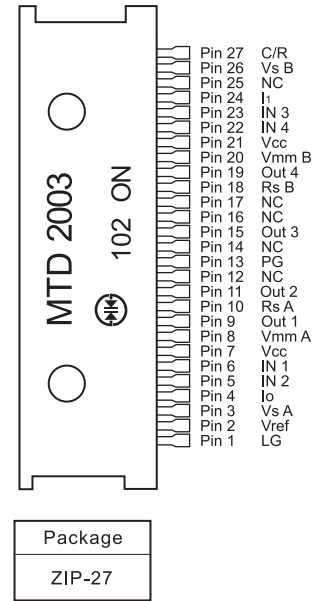 MTD 2003
102 ON
Pin 27 C/R
Pin 26 Vs B
Pin 25 NC
Pin 24 I₁
Pin 23 IN 3
Pin 22 IN 4
Pin 21 Vcc
Pin 20 Vmm B
Pin 19 Out 4
Pin 18 Rs B
Pin 17 NC
Pin 16 NC
Pin 15 Out 3
Pin 14 NC
Pin 13 PG
Pin 12 NC
Pin 11 Out 2
Pin 10 Rs A
Pin 9 Out 1
Pin 8 Vmm A
Pin 7 Vcc
Pin 6 IN 1
Pin 5 IN 2
Pin 4 Io
Pin 3 Vs A
Pin 2 Vref
Pin 1 LG
Package
ZIP-27